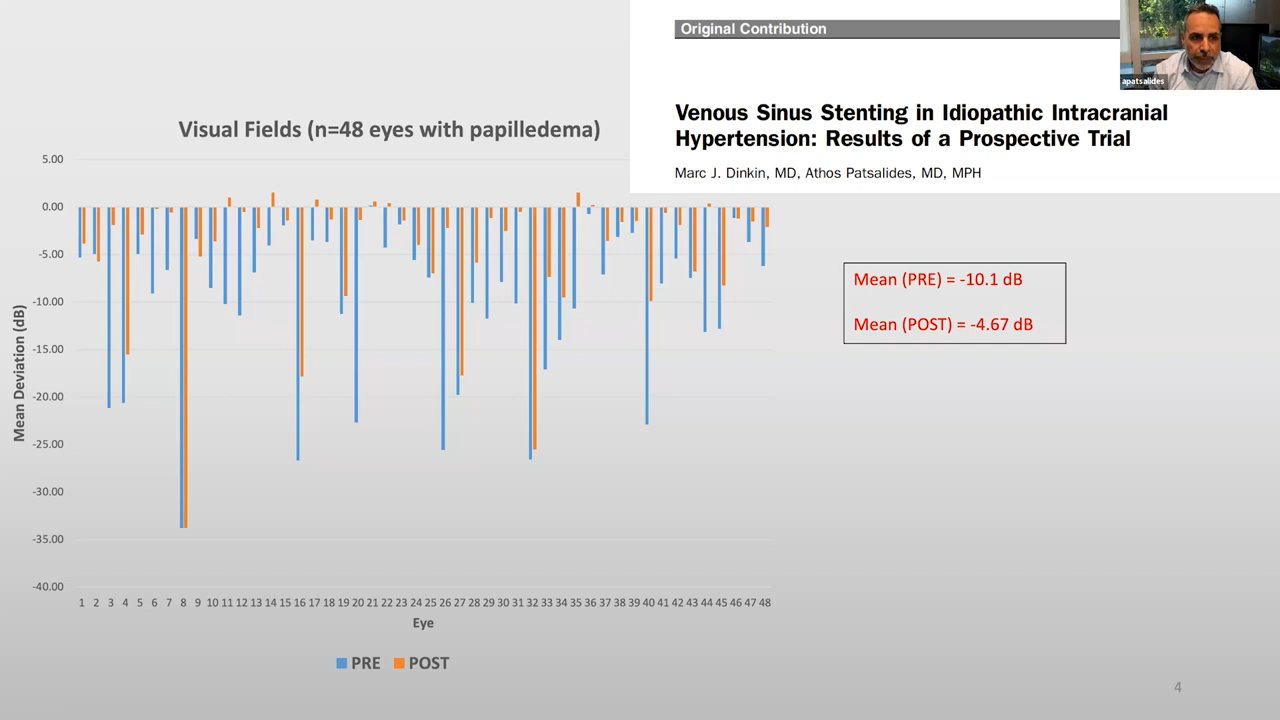 Original Contribution
apatsalides
Venous Sinus Stenting in Idiopathic Intracranial
Hypertension: Results of a Prospective Trial
Marc J. Dinkin, MD, Athos Patsalides, MD, MPH
Visual Fields (n=48 eyes with papilledema)
Mean Deviation (dB)
5.00
0.00
-5.00
-10.00
-15.00
-20.00
-25.00
-30.00
-35.00
-40.00
1 2 3 4 5 6 7 8 9 10 11 12 13 14 15 16 17 18 19 20 21 22 23 24 25 26 27 28 29 30 31 32 33 34 35 36 37 38 39 40 41 42 43 44 45 46 47 48
Eye
PRE POST
Mean (PRE) = -10.1 dB
Mean (POST) = -4.67 dB
4